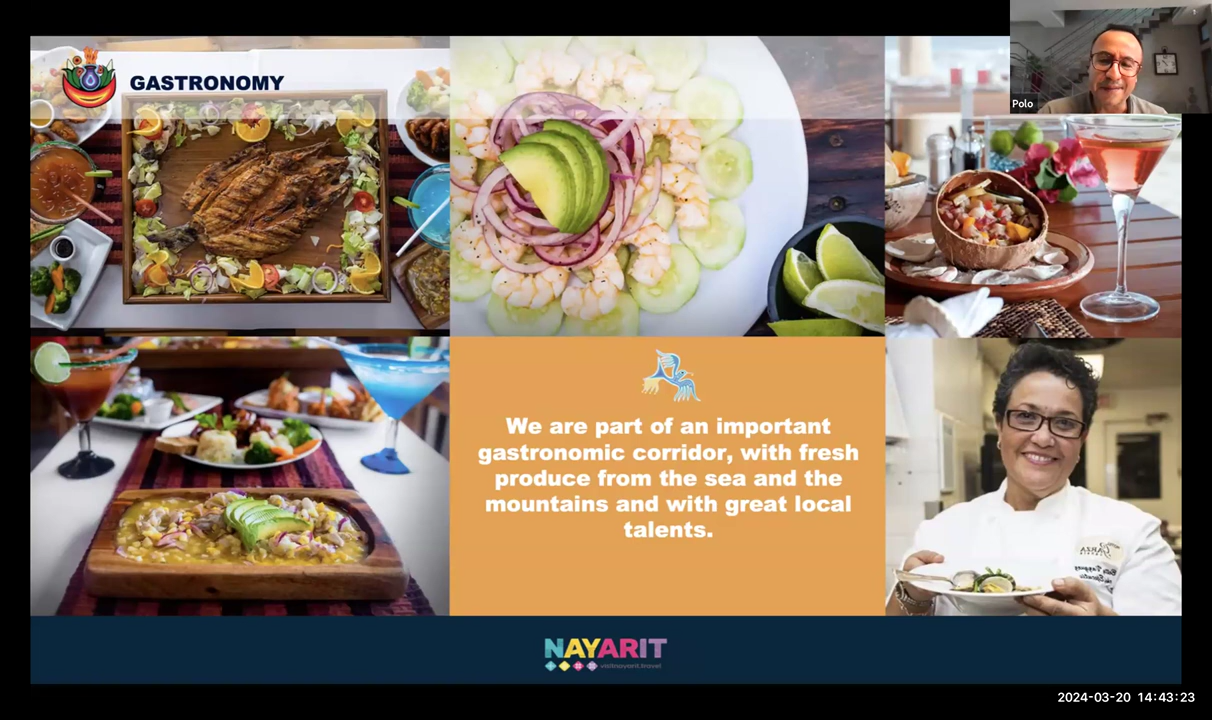 Polo
GASTRONOMY
We are part of an important
gastronomic corridor, with fresh
produce from the sea and the
mountains and with great local
talents.
NAYARIT
visitnayarit.travel
2024-03-20 14:43:23